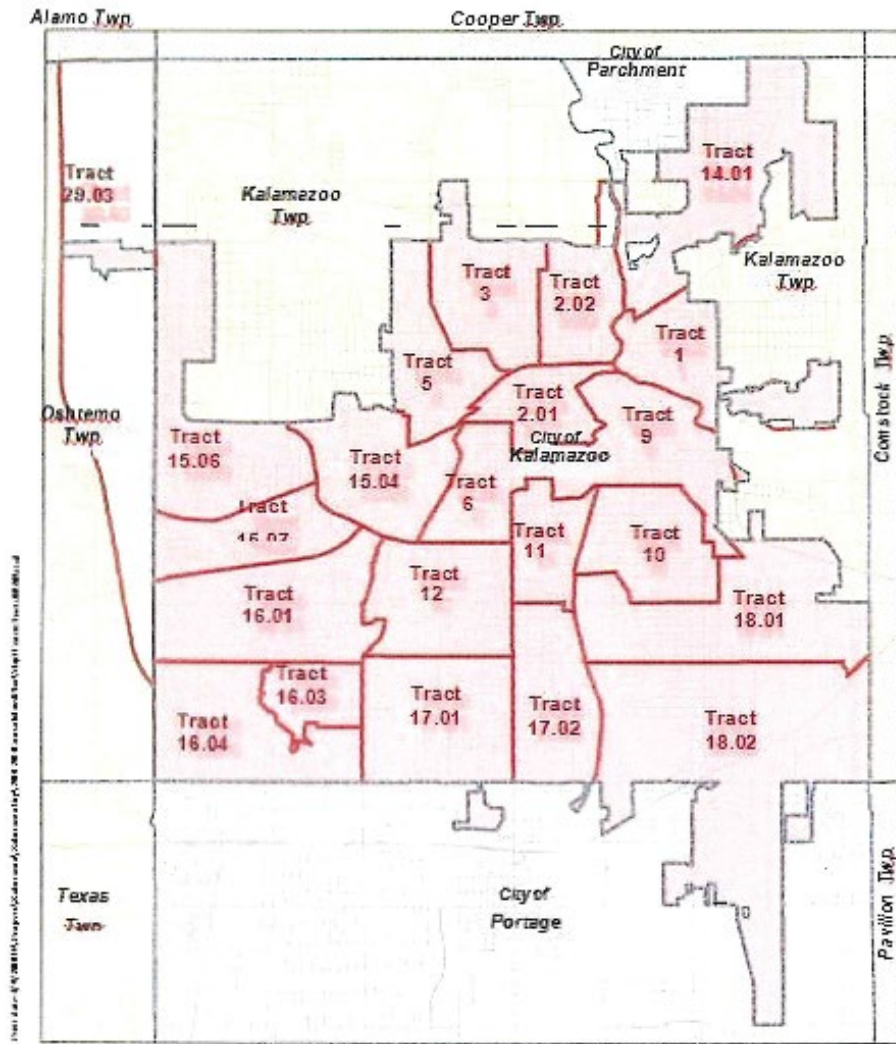 Alamo Twp.
Cooper Twp.
City of
Parchment
Tract
29.03
Tract
14.01
Kalamazoo
Twp.
Kalamazoo
Twp.
Tract
3
Tract
2.02
Tract
1
Comstock Twp.
Tract
5
Tract
2.01
Oshtemo
Twp.
Tract
9
City of
Kalamazoo
Tract
15.06
Tract
15.04
Tract
6
Tract
Tract
11
Tract
10
Tract
12
Tract
16.01
Tract
18.01
Tract
16.03
Tract
17.01
Tract
17.02
Tract
16.04
Tract
18.02
Texas
Twp.
City of
Portage
Pavilion Twp.